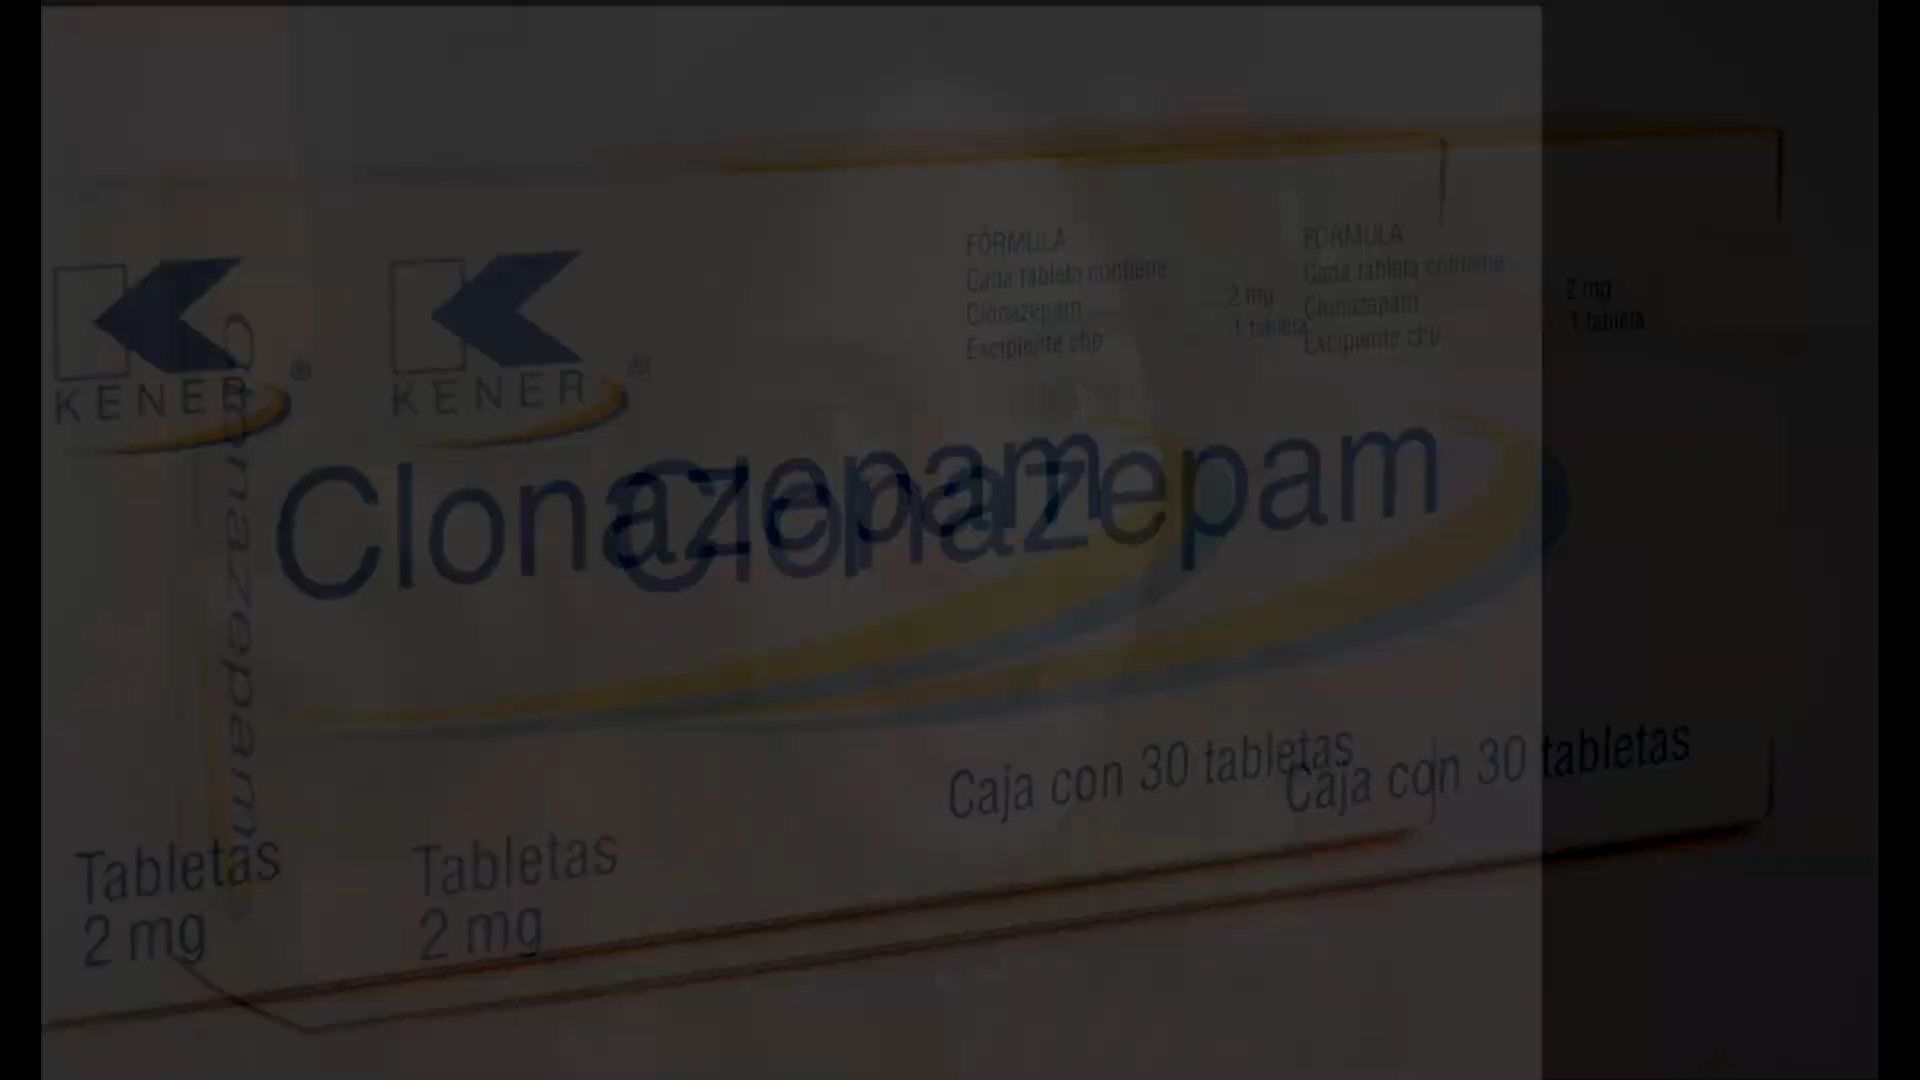 KENER®
KENER®
FÓRMULA
Cada tableta contiene
Clonazepam 2 mg
Excipiente cbp 1 tableta
FÓRMULA
Cada tableta contiene
Clonazepam 2 mg
Excipiente cbp 1 tableta
Clonazepam
Clonazepam
Clonazepam
Caja con 30 tabletas
Caja con 30 tabletas
Tabletas
2 mg
Tabletas
2 mg